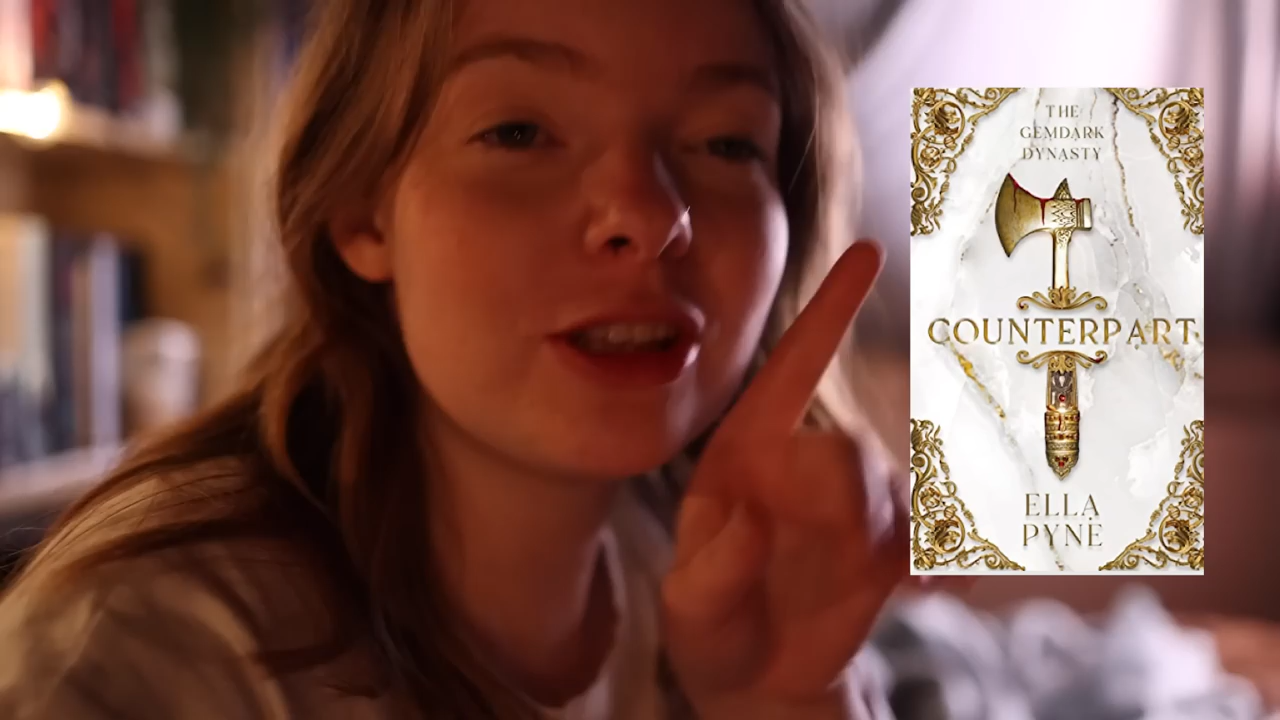 THE
GEMDARK
DYNASTY
COUNTERPART
ELLA
PYNE